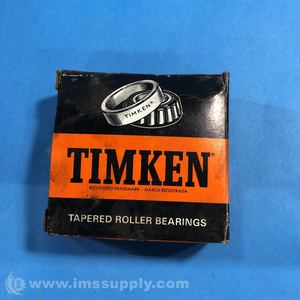 TIMKEN
TIMKEN®
REGISTERED TRADEMARK - MARCA REGISTRADA
TAPERED ROLLER BEARINGS
© www.imssupply.com